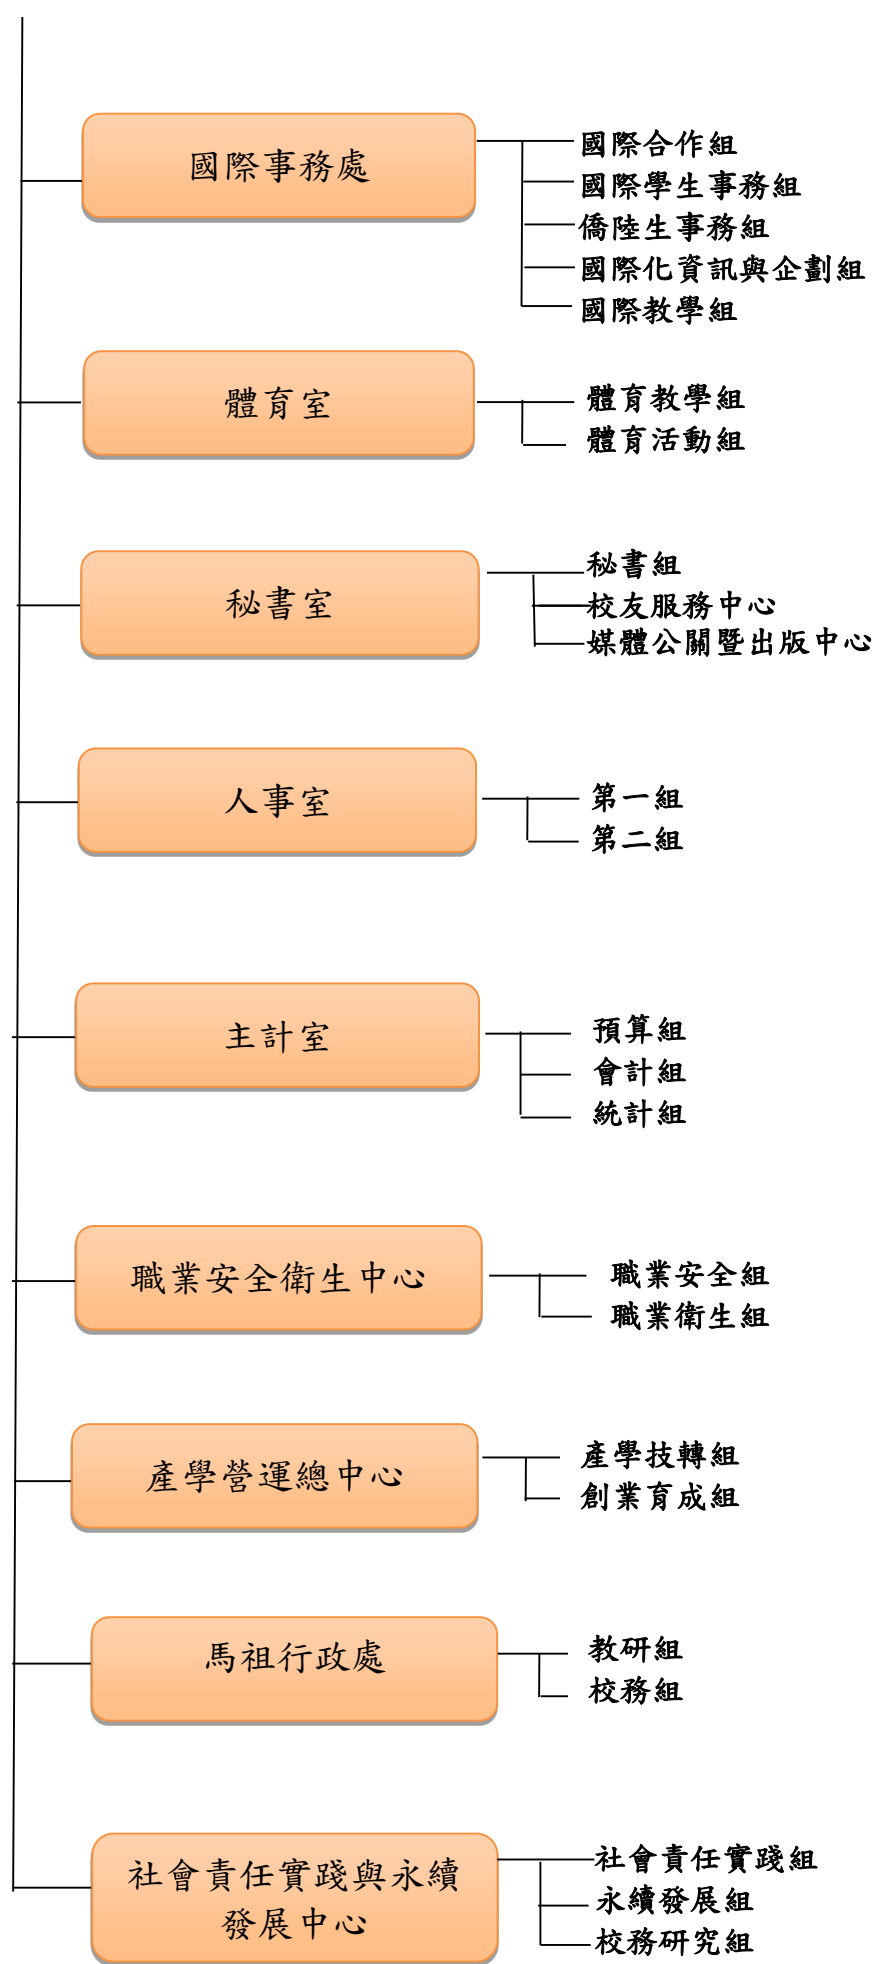 國際事務處
國際合作組
國際學生事務組
僑陸生事務組
國際化資訊與企劃組
國際教學組
體育室
體育教學組
體育活動組
秘書室
秘書組
校友服務中心
媒體公關暨出版中心
人事室
第一組
第二組
主計室
預算組
會計組
統計組
職業安全衛生中心
職業安全組
職業衛生組
產學營運總中心
產學技轉組
創業育成組
馬祖行政處
教研組
校務組
社會責任實踐與永續
發展中心
社會責任實踐組
永續發展組
校務研究組